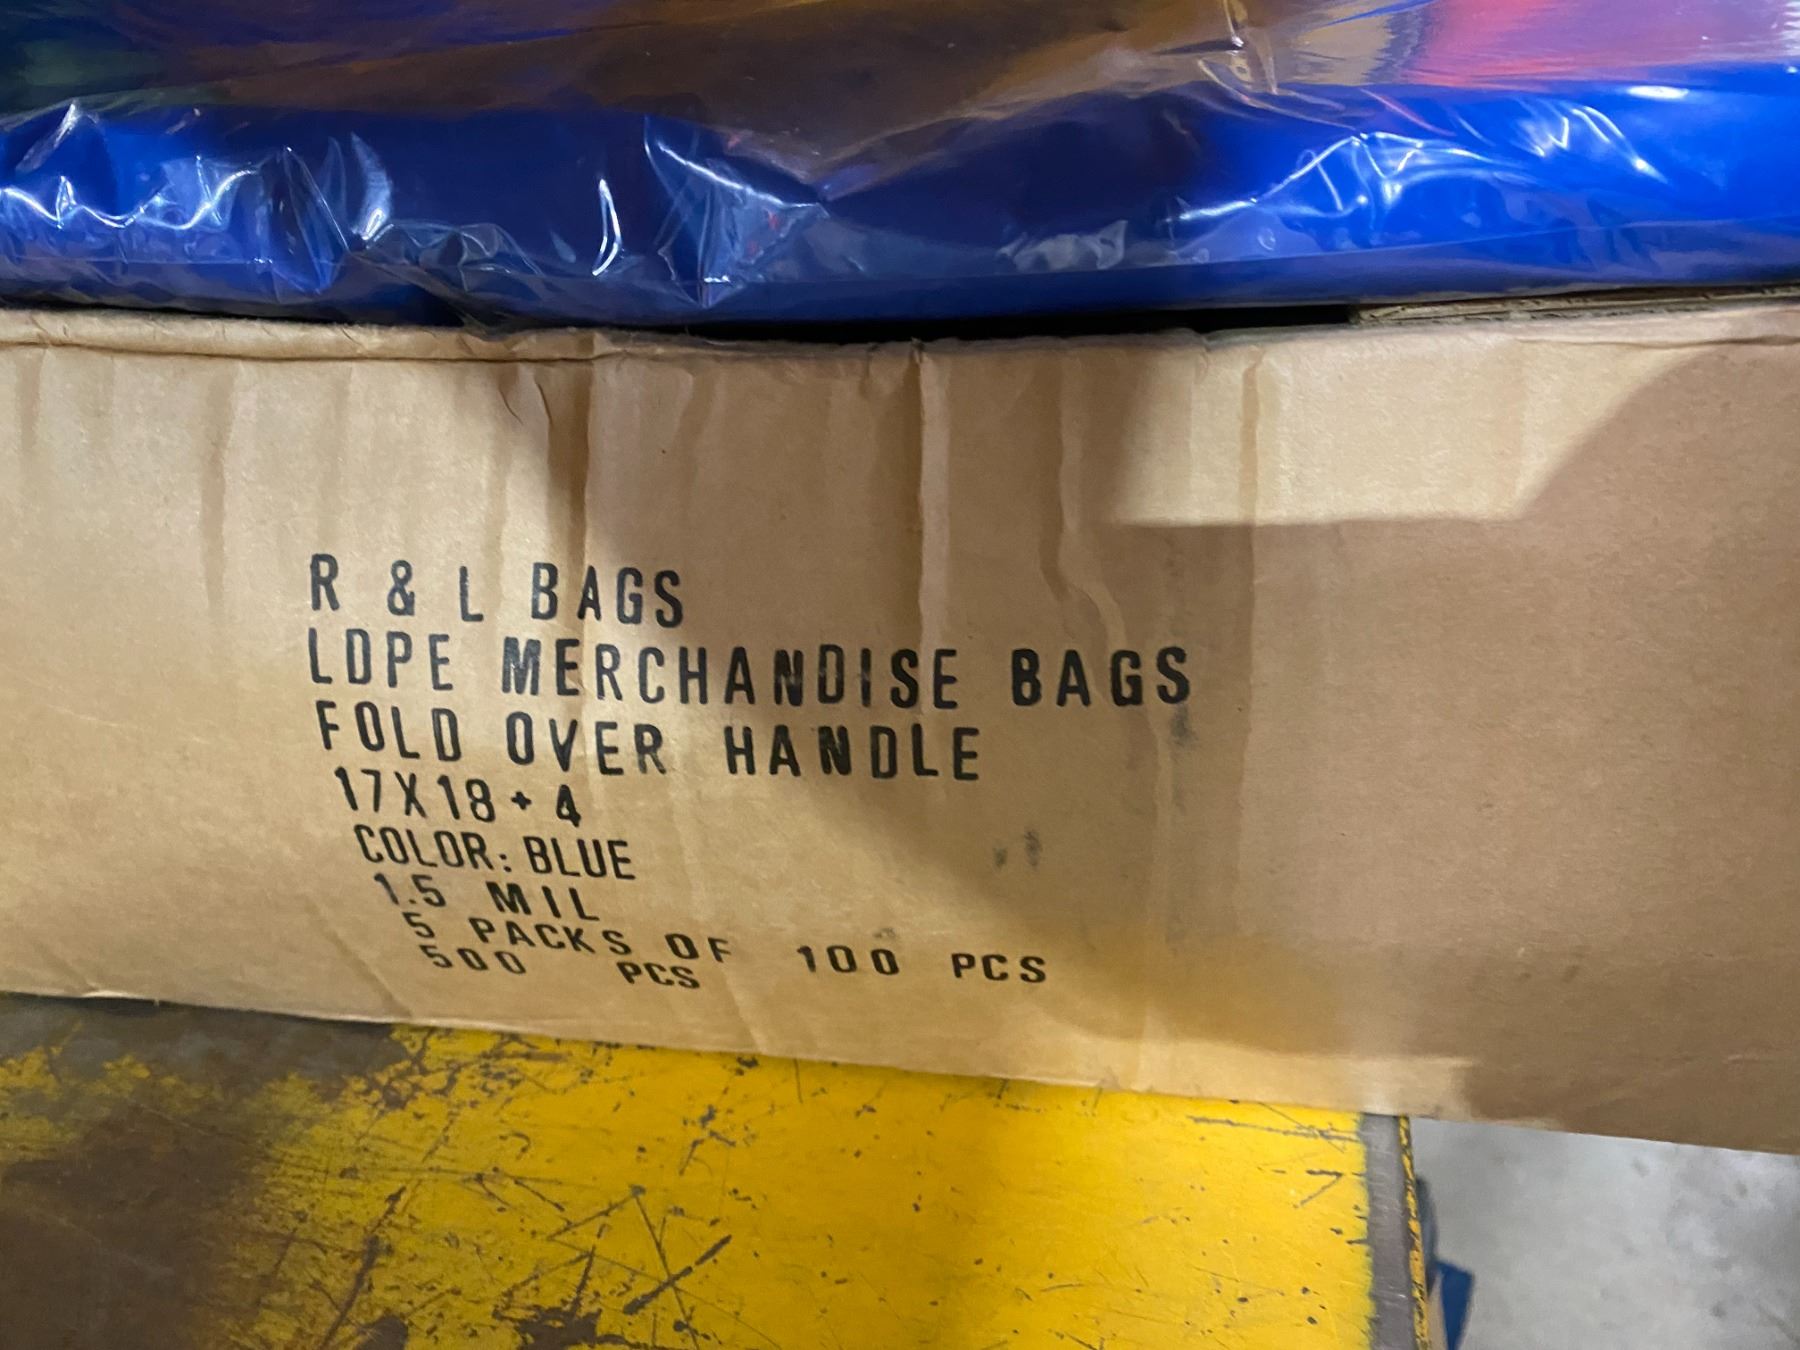 R & L BAGS
LDPE MERCHANDISE BAGS
FOLD OVER HANDLE
17X18+4
COLOR: BLUE
1.5 MIL
5 PACKS OF 100 PCS
500 PCS